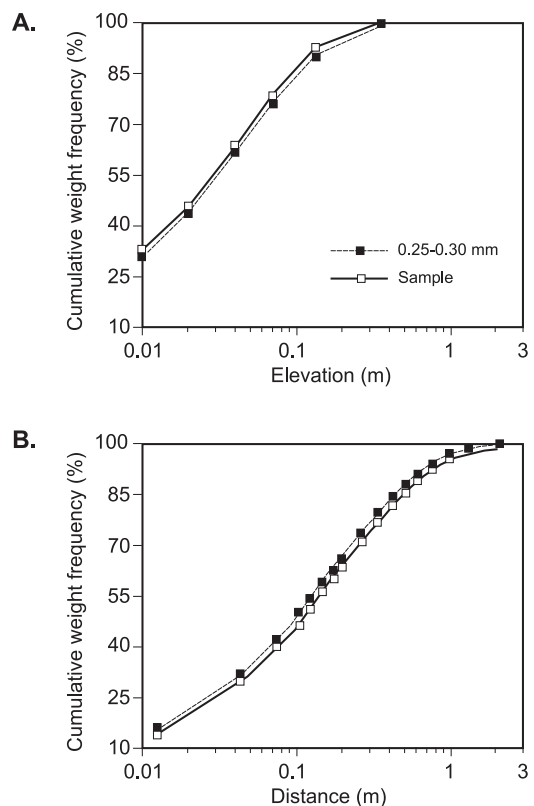 A.
Cumulative weight frequency (%)
100
85
70
55
40
25
10
0.25-0.30 mm
Sample
0.01
0.1
1
3
Elevation (m)
B.
Cumulative weight frequency (%)
100
85
70
55
40
25
10
0.01
0.1
1
3
Distance (m)